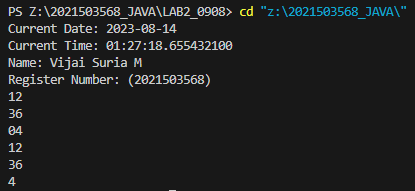 PS Z:\2021503568_JAVA\LAB2_0908> cd "z:\2021503568_JAVA\"
Current Date: 2023-08-14
Current Time: 01:27:18.655432100
Name: Vijai Suria M
Register Number: (2021503568)
12
36
04
12
36
4